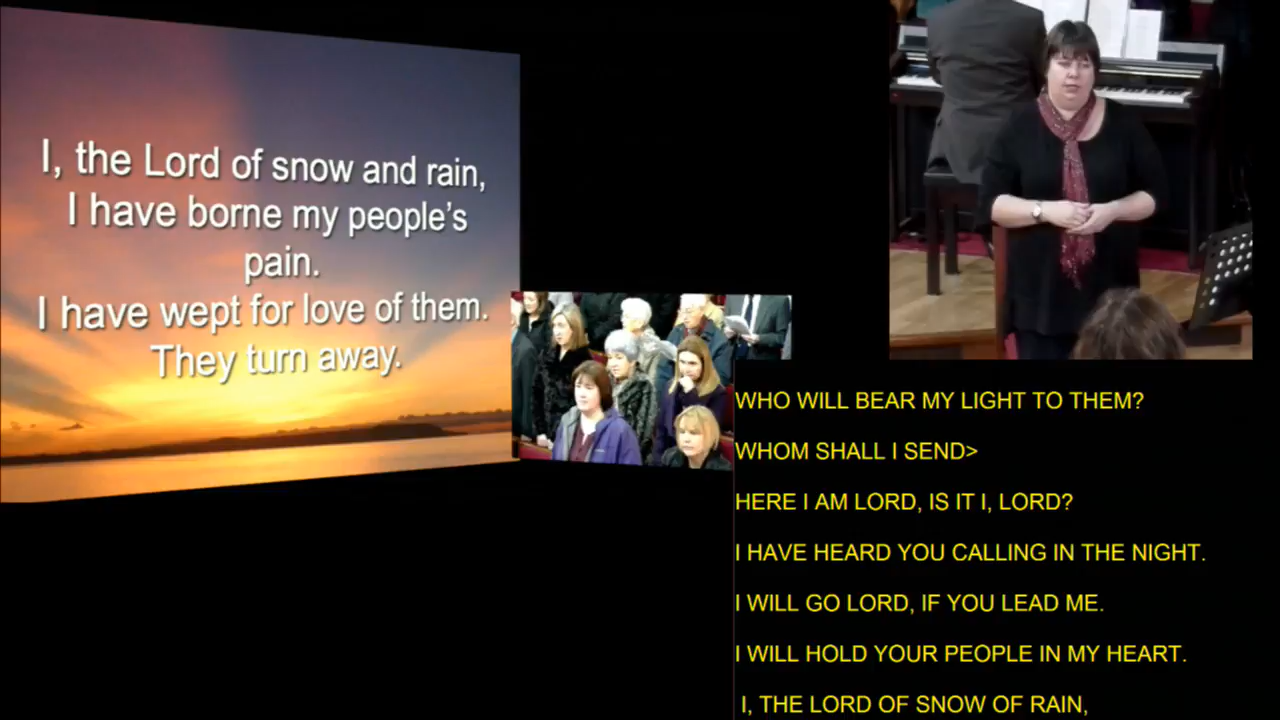 I, the Lord of snow and rain,
I have borne my people's
pain.
I have wept for love of them.
They turn away.
WHO WILL BEAR MY LIGHT TO THEM?
WHOM SHALL I SEND>
HERE I AM LORD, IS IT I, LORD?
I HAVE HEARD YOU CALLING IN THE NIGHT.
I WILL GO LORD, IF YOU LEAD ME.
I WILL HOLD YOUR PEOPLE IN MY HEART.
I, THE LORD OF SNOW OF RAIN,